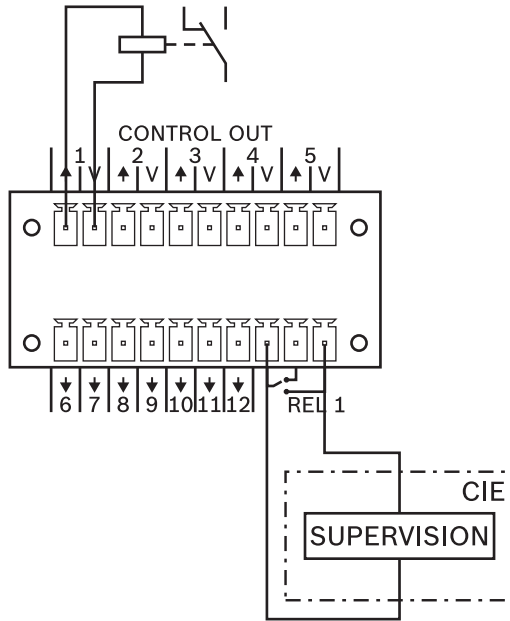 CONTROL OUT
1 V 2 V 3 V 4 V 5 V
6 7 8 9 10 11 12 REL 1
CIE
SUPERVISION